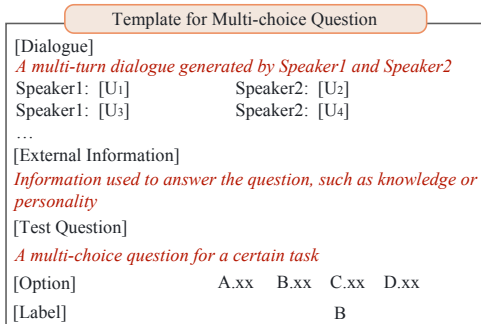 Template for Multi-choice Question
[Dialogue]
A multi-turn dialogue generated by Speaker1 and Speaker2
Speaker1: [U1] Speaker2: [U2]
Speaker1: [U3] Speaker2: [U4]
…
[External Information]
Information used to answer the question, such as knowledge or
personality
[Test Question]
A multi-choice question for a certain task
[Option] A.xx B.xx C.xx D.xx
[Label] B